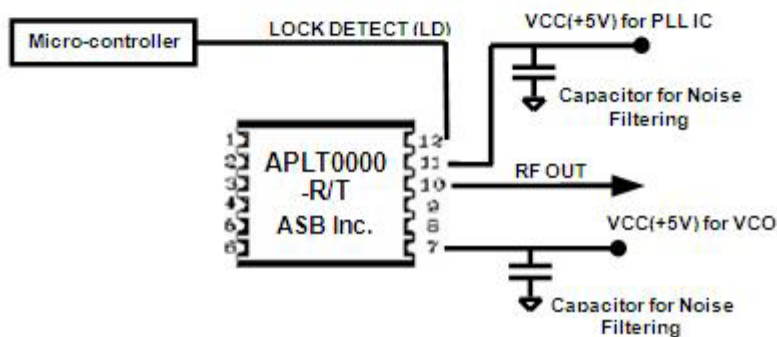 VCC(+5V) for PLL IC
Micro-controller
LOCK DETECT (LD)
Capacitor for Noise
Filtering
1
2
3
4
5
6
APLT0000
-R/T
ASB Inc.
12
11
10
9
8
7
RF OUT
VCC(+5V) for VCO
Capacitor for Noise
Filtering